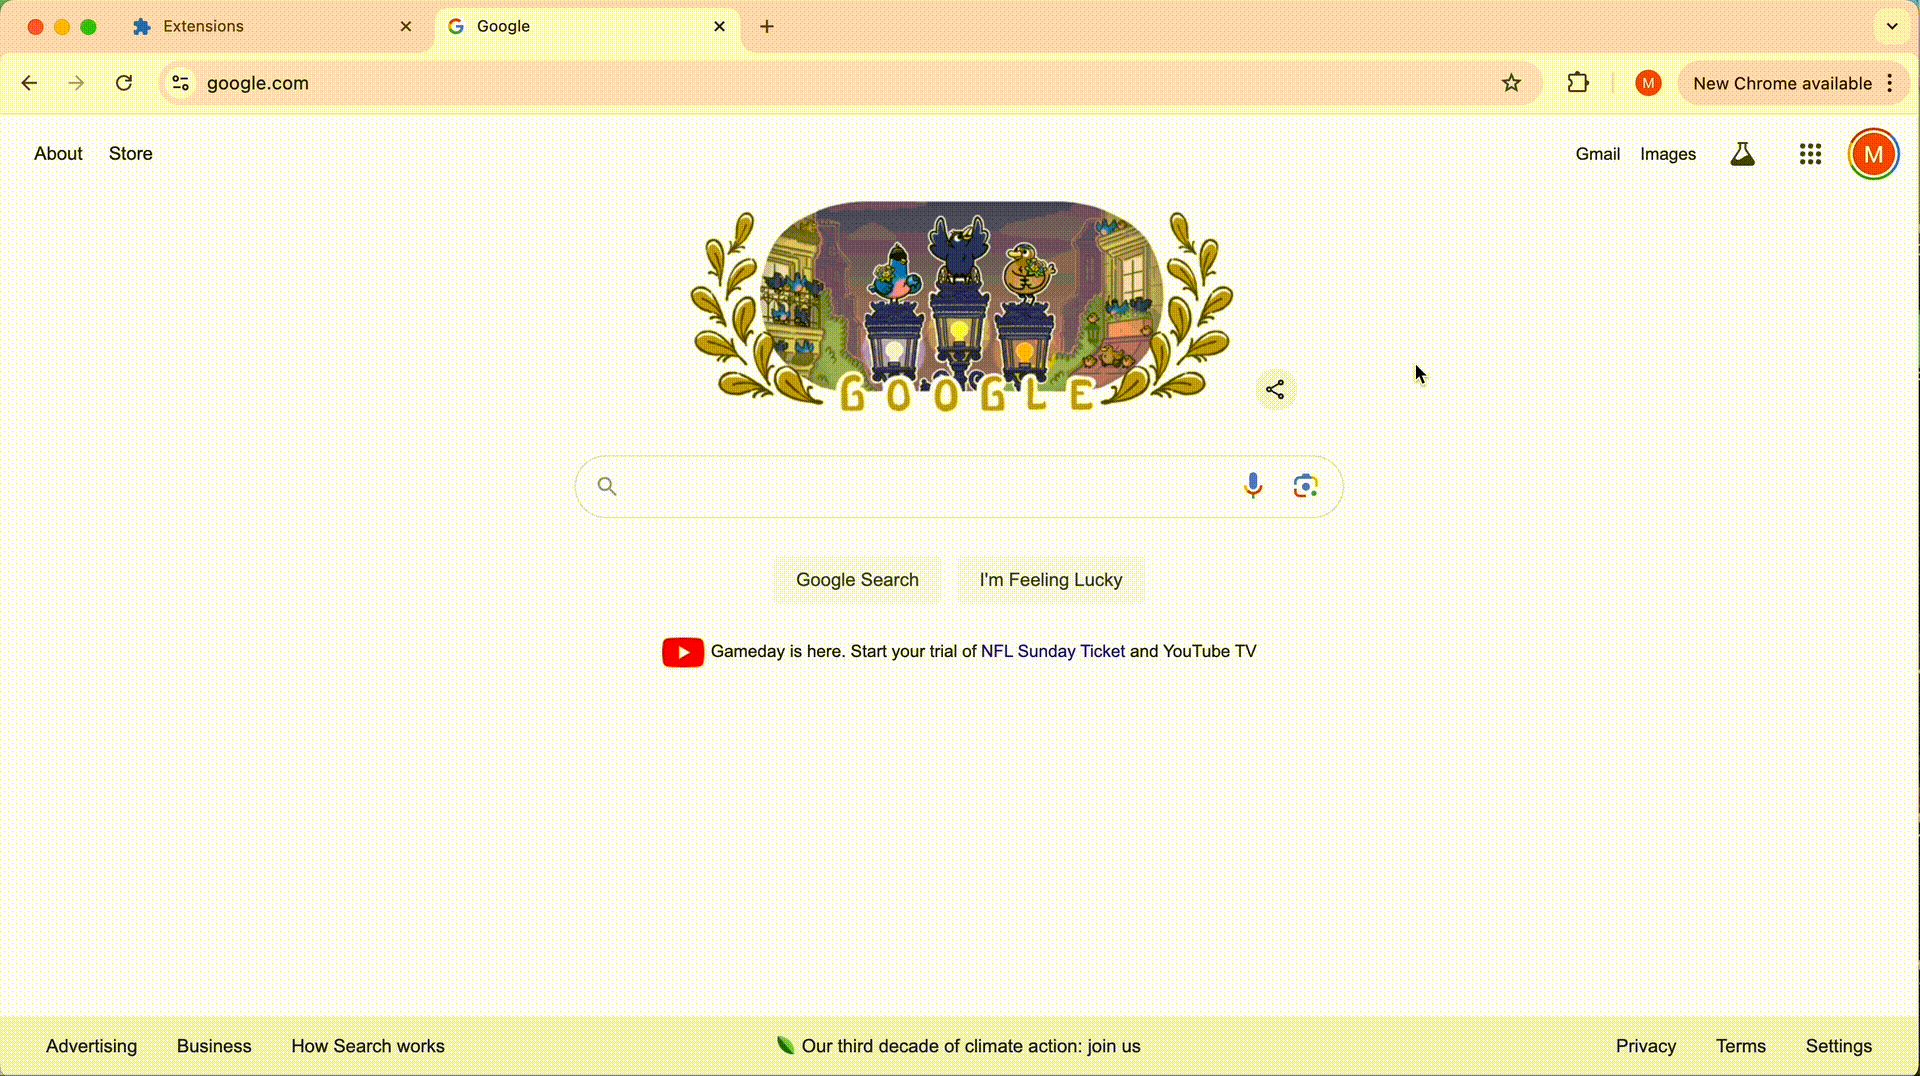 Extensions
Google
google.com
M
New Chrome available
About
Store
Gmail
Images
M
GOOGLE
Google Search
I'm Feeling Lucky
Gameday is here. Start your trial of NFL Sunday Ticket and YouTube TV
Advertising
Business
How Search works
Our third decade of climate action: join us
Privacy
Terms
Settings